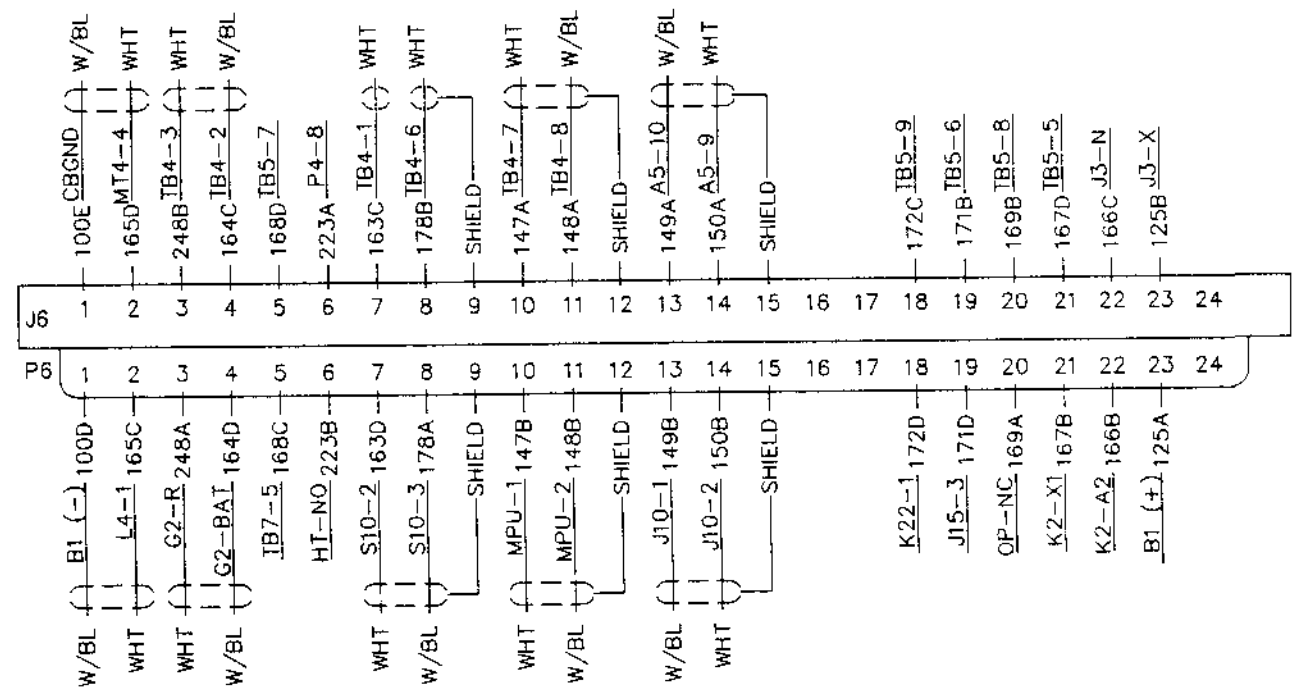 W/BL
WHT
WHT
W/BL
WHT
WHT
WHT
W/BL
W/BL
WHT
CBGND
MT4-4
TB4-3
TB4-2
TB5-7
P4-8
TB4-1
TB4-6
TB4-7
TB4-8
A5-10
A5-9
TB5-9
TB5-6
TB5-8
TB5-5
J3-N
J3-X
100E
165D
248B
164C
168D
223A
163C
178B
SHIELD
147A
148A
SHIELD
149A
150A
SHIELD
172C
171B
169B
167D
166C
125B
J6 1 2 3 4 5 6 7 8 9 10 11 12 13 14 15 16 17 18 19 20 21 22 23 24
P6 1 2 3 4 5 6 7 8 9 10 11 12 13 14 15 16 17 18 19 20 21 22 23 24
100D
165C
248A
164D
168C
223B
163D
178A
SHIELD
147B
148B
SHIELD
149B
150B
SHIELD
172D
171D
169A
167B
166B
125A
B1 (-)
L4-1
G2-R
G2-BAT
TB7-5
HT-NO
S10-2
S10-3
MPU-1
MPU-2
J10-1
J10-2
K22-1
J15-3
OP-NC
K2-X1
K2-A2
B1 (+)
W/BL
WHT
WHT
W/BL
WHT
W/BL
WHT
W/BL
W/BL
WHT